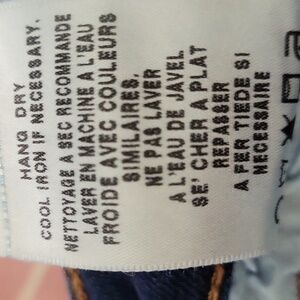 HANG DRY
COOL IRON IF NECESSARY.
NETTOYAGE A SEC RECOMMANDE
LAVER EN MACHINE A L'EAU
FROIDE AVEC COULEURS
SIMILAIRES.
NE PAS LAVER
A L'EAU DE JAVEL
SE' CHER A PLAT
REPASER
A FER TIEDE SI
NECESSAIRE